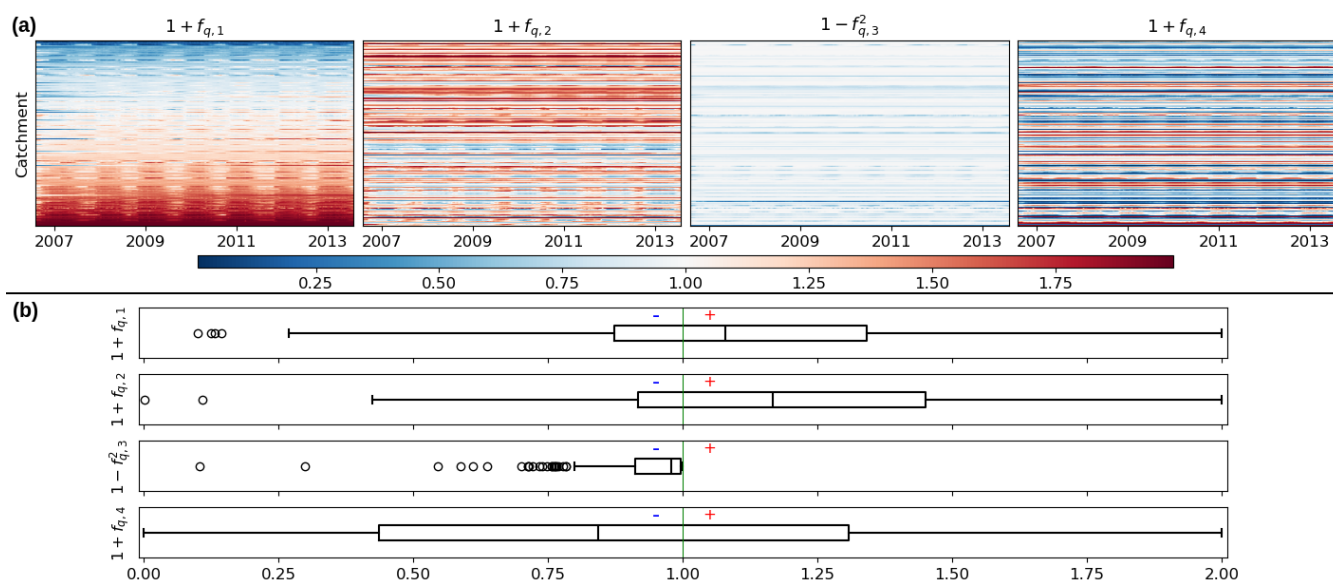 (a)
1 + f_{q,1}
1 + f_{q,2}
1 − f²_{q,3}
1 + f_{q,4}
Catchment
2007 2009 2011 2013
2007 2009 2011 2013
2007 2009 2011 2013
2007 2009 2011 2013
0.25 0.50 0.75 1.00 1.25 1.50 1.75
(b)
1 + f_{q,1}
- +
1 + f_{q,2}
- +
1 − f²_{q,3}
- +
1 + f_{q,4}
- +
0.00 0.25 0.50 0.75 1.00 1.25 1.50 1.75 2.00